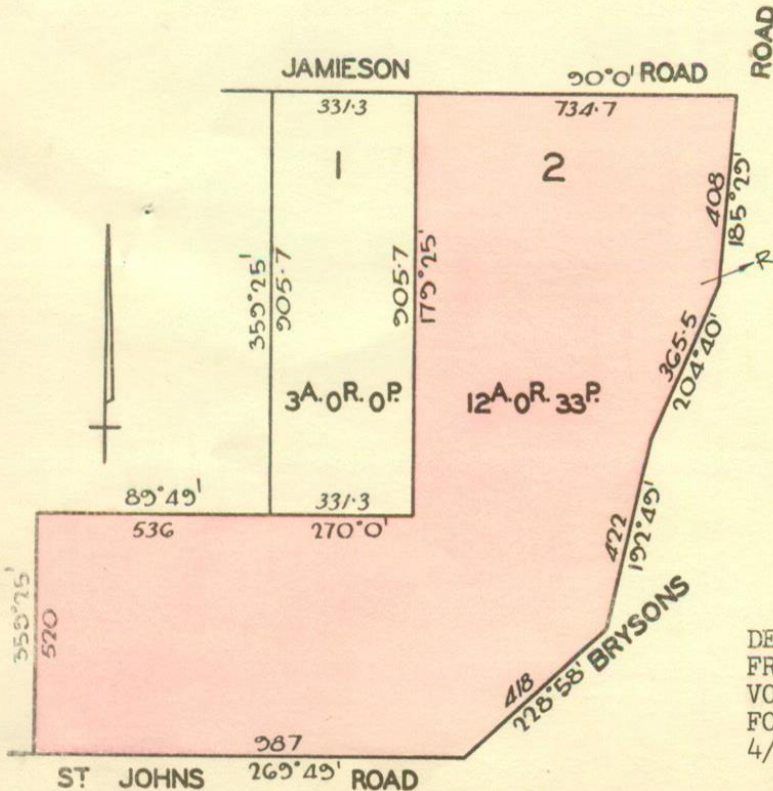 JAMIESON 90°0' ROAD
ROAD
331.3
734.7
1
2
408
185°29'
R
359°25'
905.7
905.7
179°25'
365.5
204°40'
3A. 0R. 0P.
12A. 0R. 33P.
89°49'
331.3
536
270°0'
422
192°49'
359°25'
520
BRYSONS
418
228°58'
DE
FR
VO
FO
4/
987
ST JOHNS 269°49' ROAD